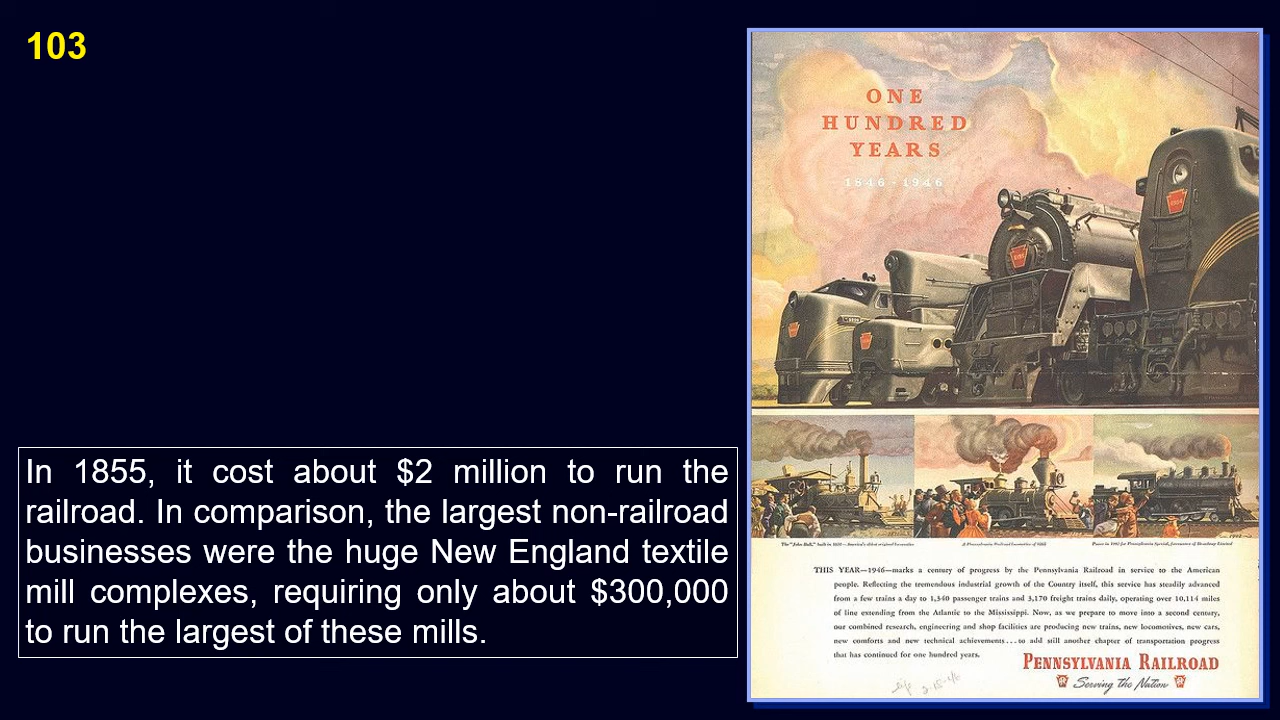 103
In 1855, it cost about $2 million to run the
railroad. In comparison, the largest non-railroad
businesses were the huge New England textile
mill complexes, requiring only about $300,000
to run the largest of these mills.
ONE
HUNDRED
YEARS
1846-1946
THIS YEAR—1946—marks a century of progress by the Pennsylvania Railroad in service to the American
people. Reflecting the tremendous industrial growth of the Country itself, this service has steadily advanced
from a few trains a day to 1,340 passenger trains and 3,170 freight trains daily, operating over 10,114 miles
of line extending from the Atlantic to the Mississippi. Now, as we prepare to move into a second century,
our combined research, engineering and shop facilities are producing new trains, new locomotives, new cars,
new comforts and new technical achievements...to add still another chapter of transportation progress
that has continued for one hundred years.
PENNSYLVANIA RAILROAD
Serving the Nation